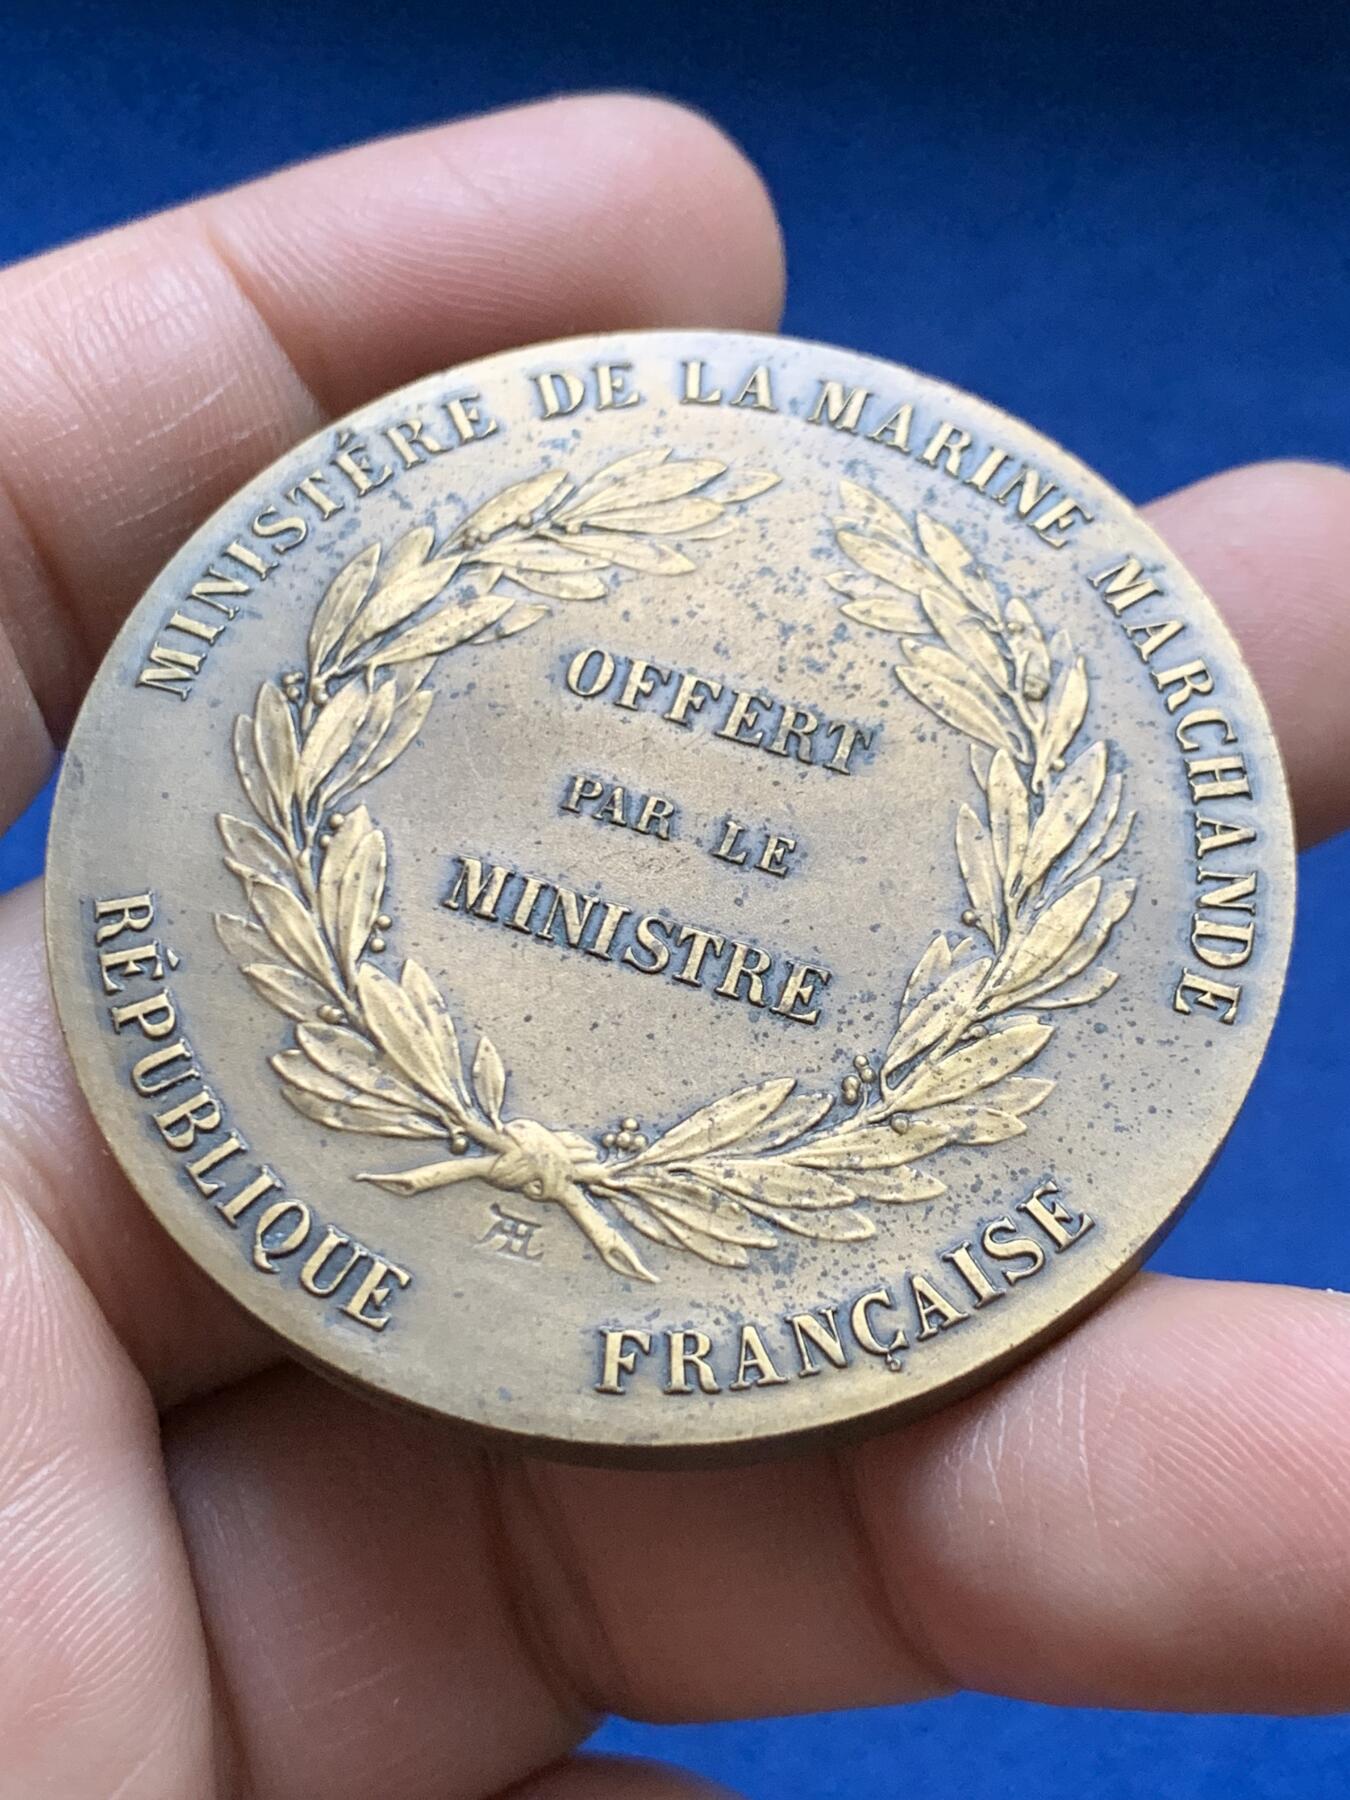 MINISTÈRE DE LA MARINE MARCHANDE
OFFERT
PAR LE
MINISTRE
RÉPUBLIQUE FRANÇAISE